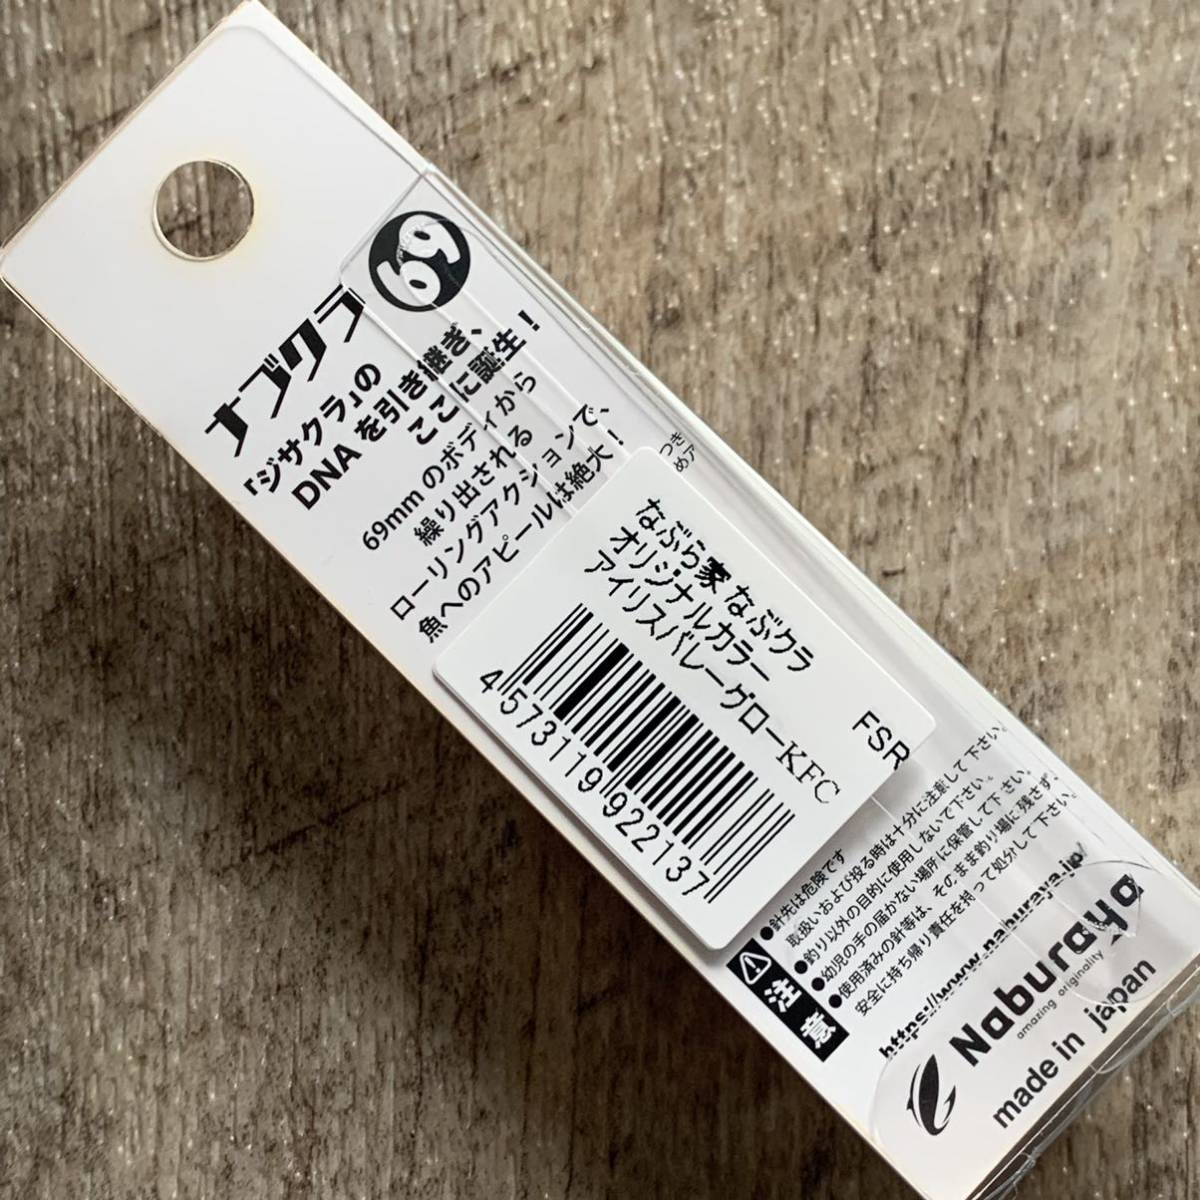 69
ナブクラ
「ジサクラ」の
DNA を引き継ぎ、
ここに誕生！
69mm のボディから
繰り出される
ローリングアクションで、
魚へのアピールは絶大！
つき
めア
なぶら家 なぶクラ
オリジナルカラー
アイリスバレーグローKFC
FSR
4573119922137
注意
●針先は危険です
取扱いおよび投る時は十分に注意して下さい。
●釣り以外の目的に使用しないで下さい。
●幼児の手の届かない場所に保管して下さい。
●使用済みの針等は、そのまま釣り場に残さず、
安全に持ち帰り責任を持って処分して下さい。
https://www.naburaya.jp/
Naburaya
amazing originality
made in japan